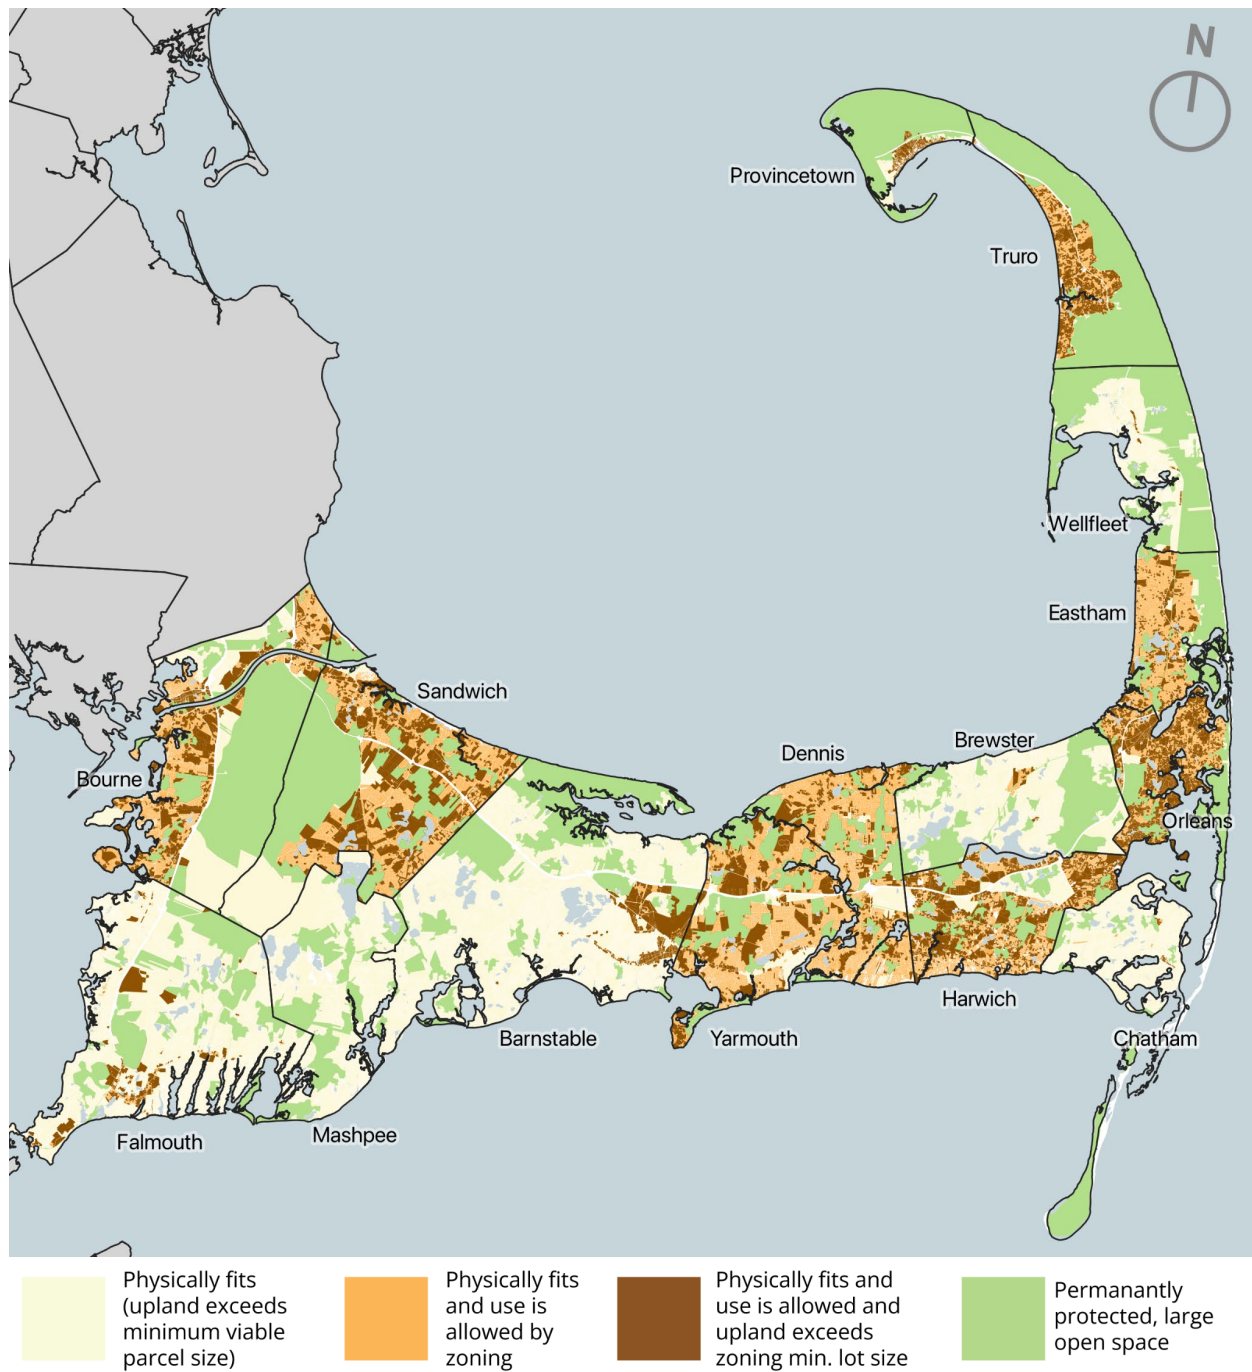 N
Provincetown
Truro
Wellfleet
Eastham
Sandwich
Bourne
Dennis
Brewster
Orleans
Harwich
Chatham
Barnstable
Yarmouth
Falmouth
Mashpee
Physically fits
(upland exceeds
minimum viable
parcel size)
Physically fits
and use is
allowed by
zoning
Physically fits and
use is allowed and
upland exceeds
zoning min. lot size
Permanantly
protected, large
open space